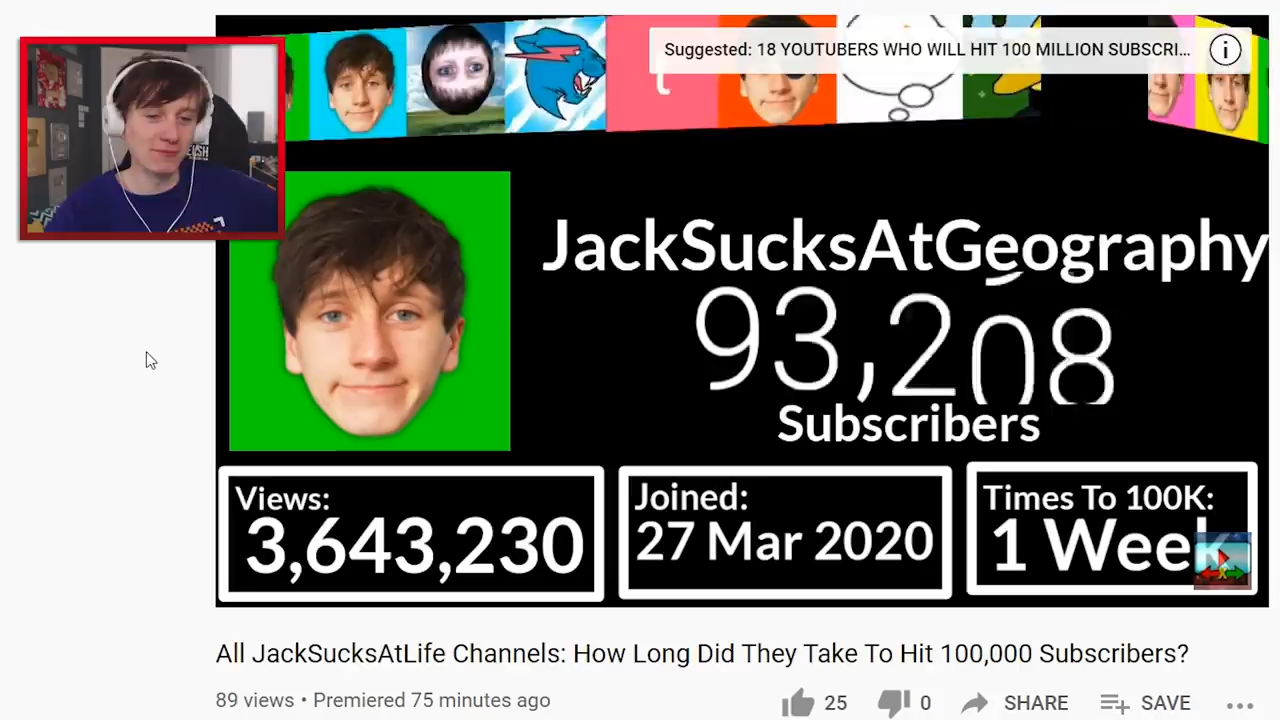 Suggested: 18 YOUTUBERS WHO WILL HIT 100 MILLION SUBSCRI...
JackSucksAtGeography
93,208
Subscribers
Views:
3,643,230
Joined:
27 Mar 2020
Times To 100K:
1 Week
All JackSucksAtLife Channels: How Long Did They Take To Hit 100,000 Subscribers?
89 views • Premiered 75 minutes ago
25
0
SHARE
SAVE